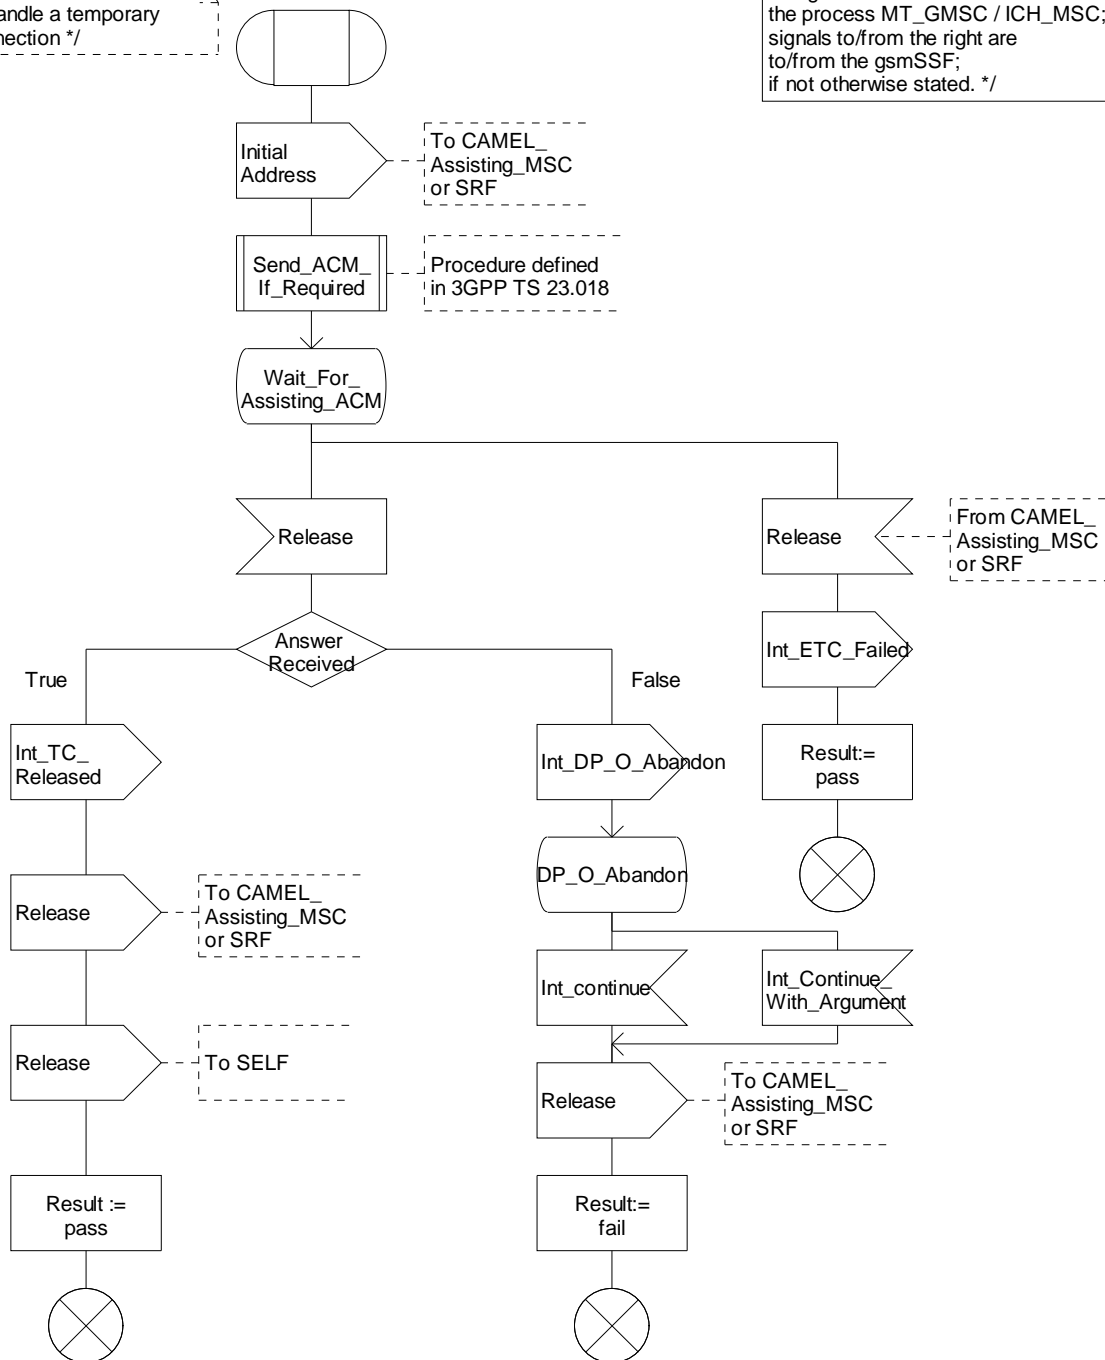 nection */
the process MT_GMSC / ICH_MSC;
signals to/from the right are
to/from the gsmSSF;
if not otherwise stated. */
Initial
Address
To CAMEL_
Assisting_MSC
or SRF
Send_ACM_
If_Required
Procedure defined
in 3GPP TS 23.018
Wait_For_
Assisting_ACM
Release
Release
From CAMEL_
Assisting_MSC
or SRF
Answer
Received
Int_ETC_Failed
True
False
Int_TC_
Released
Int_DP_O_Abandon
Result:=
pass
DP_O_Abandon
Release
To CAMEL_
Assisting_MSC
or SRF
Int_continue
Int_Continue_
With_Argument
Release
To SELF
Release
To CAMEL_
Assisting_MSC
or SRF
Result :=
pass
Result:=
fail